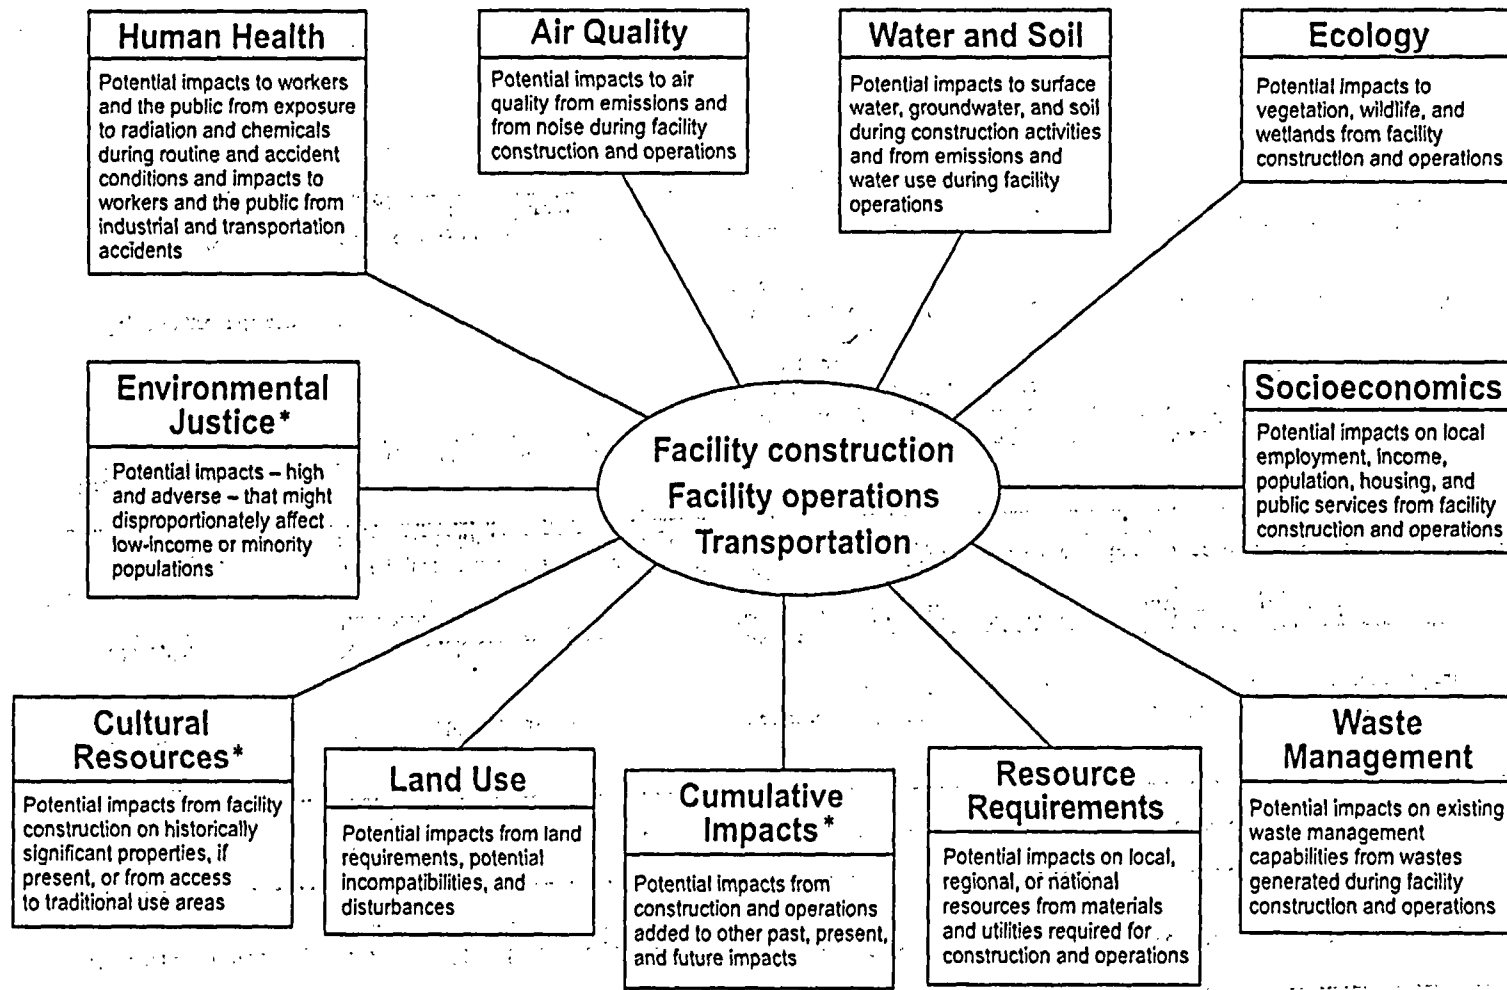 Human Health
Potential impacts to workers
and the public from exposure
to radiation and chemicals
during routine and accident
conditions and impacts to
workers and the public from
industrial and transportation
accidents
Air Quality
Potential impacts to air
quality from emissions and
from noise during facility
construction and operations
Water and Soil
Potential impacts to surface
water, groundwater, and soil
during construction activities
and from emissions and
water use during facility
operations
Ecology
Potential impacts to
vegetation, wildlife, and
wetlands from facility
construction and operations
Environmental
Justice*
Potential impacts – high
and adverse – that might
disproportionately affect
low-income or minority
populations
Facility construction
Facility operations
Transportation
Socioeconomics
Potential impacts on local
employment, income,
population, housing, and
public services from facility
construction and operations
Cultural
Resources*
Potential impacts from facility
construction on historically
significant properties, if
present, or from access
to traditional use areas
Land Use
Potential impacts from land
requirements, potential
incompatibilities, and
disturbances
Cumulative
Impacts*
Potential impacts from
construction and operations
added to other past, present,
and future impacts
Resource
Requirements
Potential impacts on local,
regional, or national
resources from materials
and utilities required for
construction and operations
Waste
Management
Potential impacts on existing
waste management
capabilities from wastes
generated during facility
construction and operations